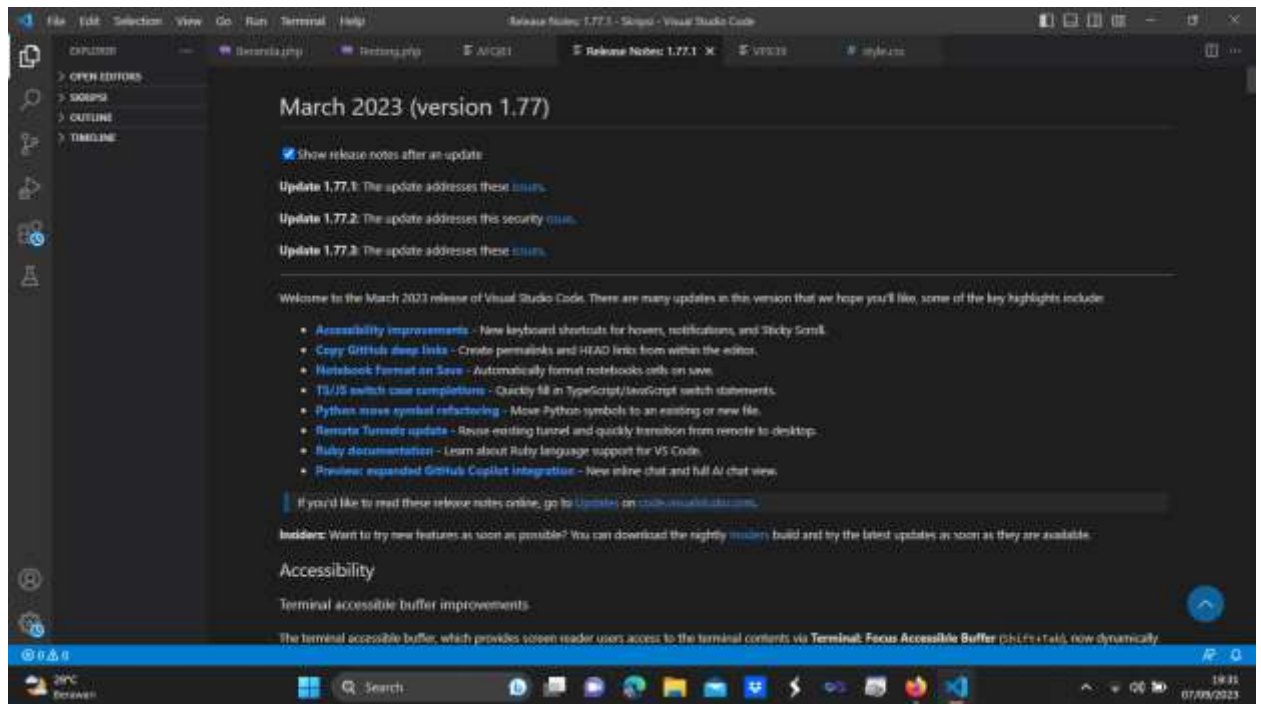 File Edit Selection View Go Run Terminal Help
Release Notes: 1.77.1 - Skripsi - Visual Studio Code
EXPLORER
Beranda.php
Release Notes: 1.77.1
style.css
OPEN EDITORS
SKRIPSI
OUTLINE
TIMELINE
March 2023 (version 1.77)
Show release notes after an update
Update 1.77.1: The update addresses these issues.
Update 1.77.2: The update addresses this security issue.
Update 1.77.3: The update addresses these issues.
Welcome to the March 2023 release of Visual Studio Code. There are many updates in this version that we hope you'll like, some of the key highlights include:
Accessibility improvements - New keyboard shortcuts for hovers, notifications, and Sticky Scroll.
Copy GitHub deep links - Create permalinks and HEAD links from within the editor.
Notebook Format on Save - Automatically format notebooks cells on save.
TS/JS switch case completions - Quickly fill in TypeScript/JavaScript switch statements.
Python move symbol refactoring - Move Python symbols to an existing or new file.
Remote Tunnels update - Reuse existing tunnel and quickly transition from remote to desktop.
Ruby documentation - Learn about Ruby language support for VS Code.
Preview: expanded GitHub Copilot integration - New inline chat and full AI chat view.
If you'd like to read these release notes online, go to Updates on code.visualstudio.com.
Insiders: Want to try new features as soon as possible? You can download the nightly Insiders build and try the latest updates as soon as they are available.
Accessibility
Terminal accessible buffer improvements
The terminal accessible buffer, which provides screen reader users access to the terminal contents via Terminal: Focus Accessible Buffer (Shift+Tab), now dynamically
0 0
Berawan
Search
19:31
07/09/2023